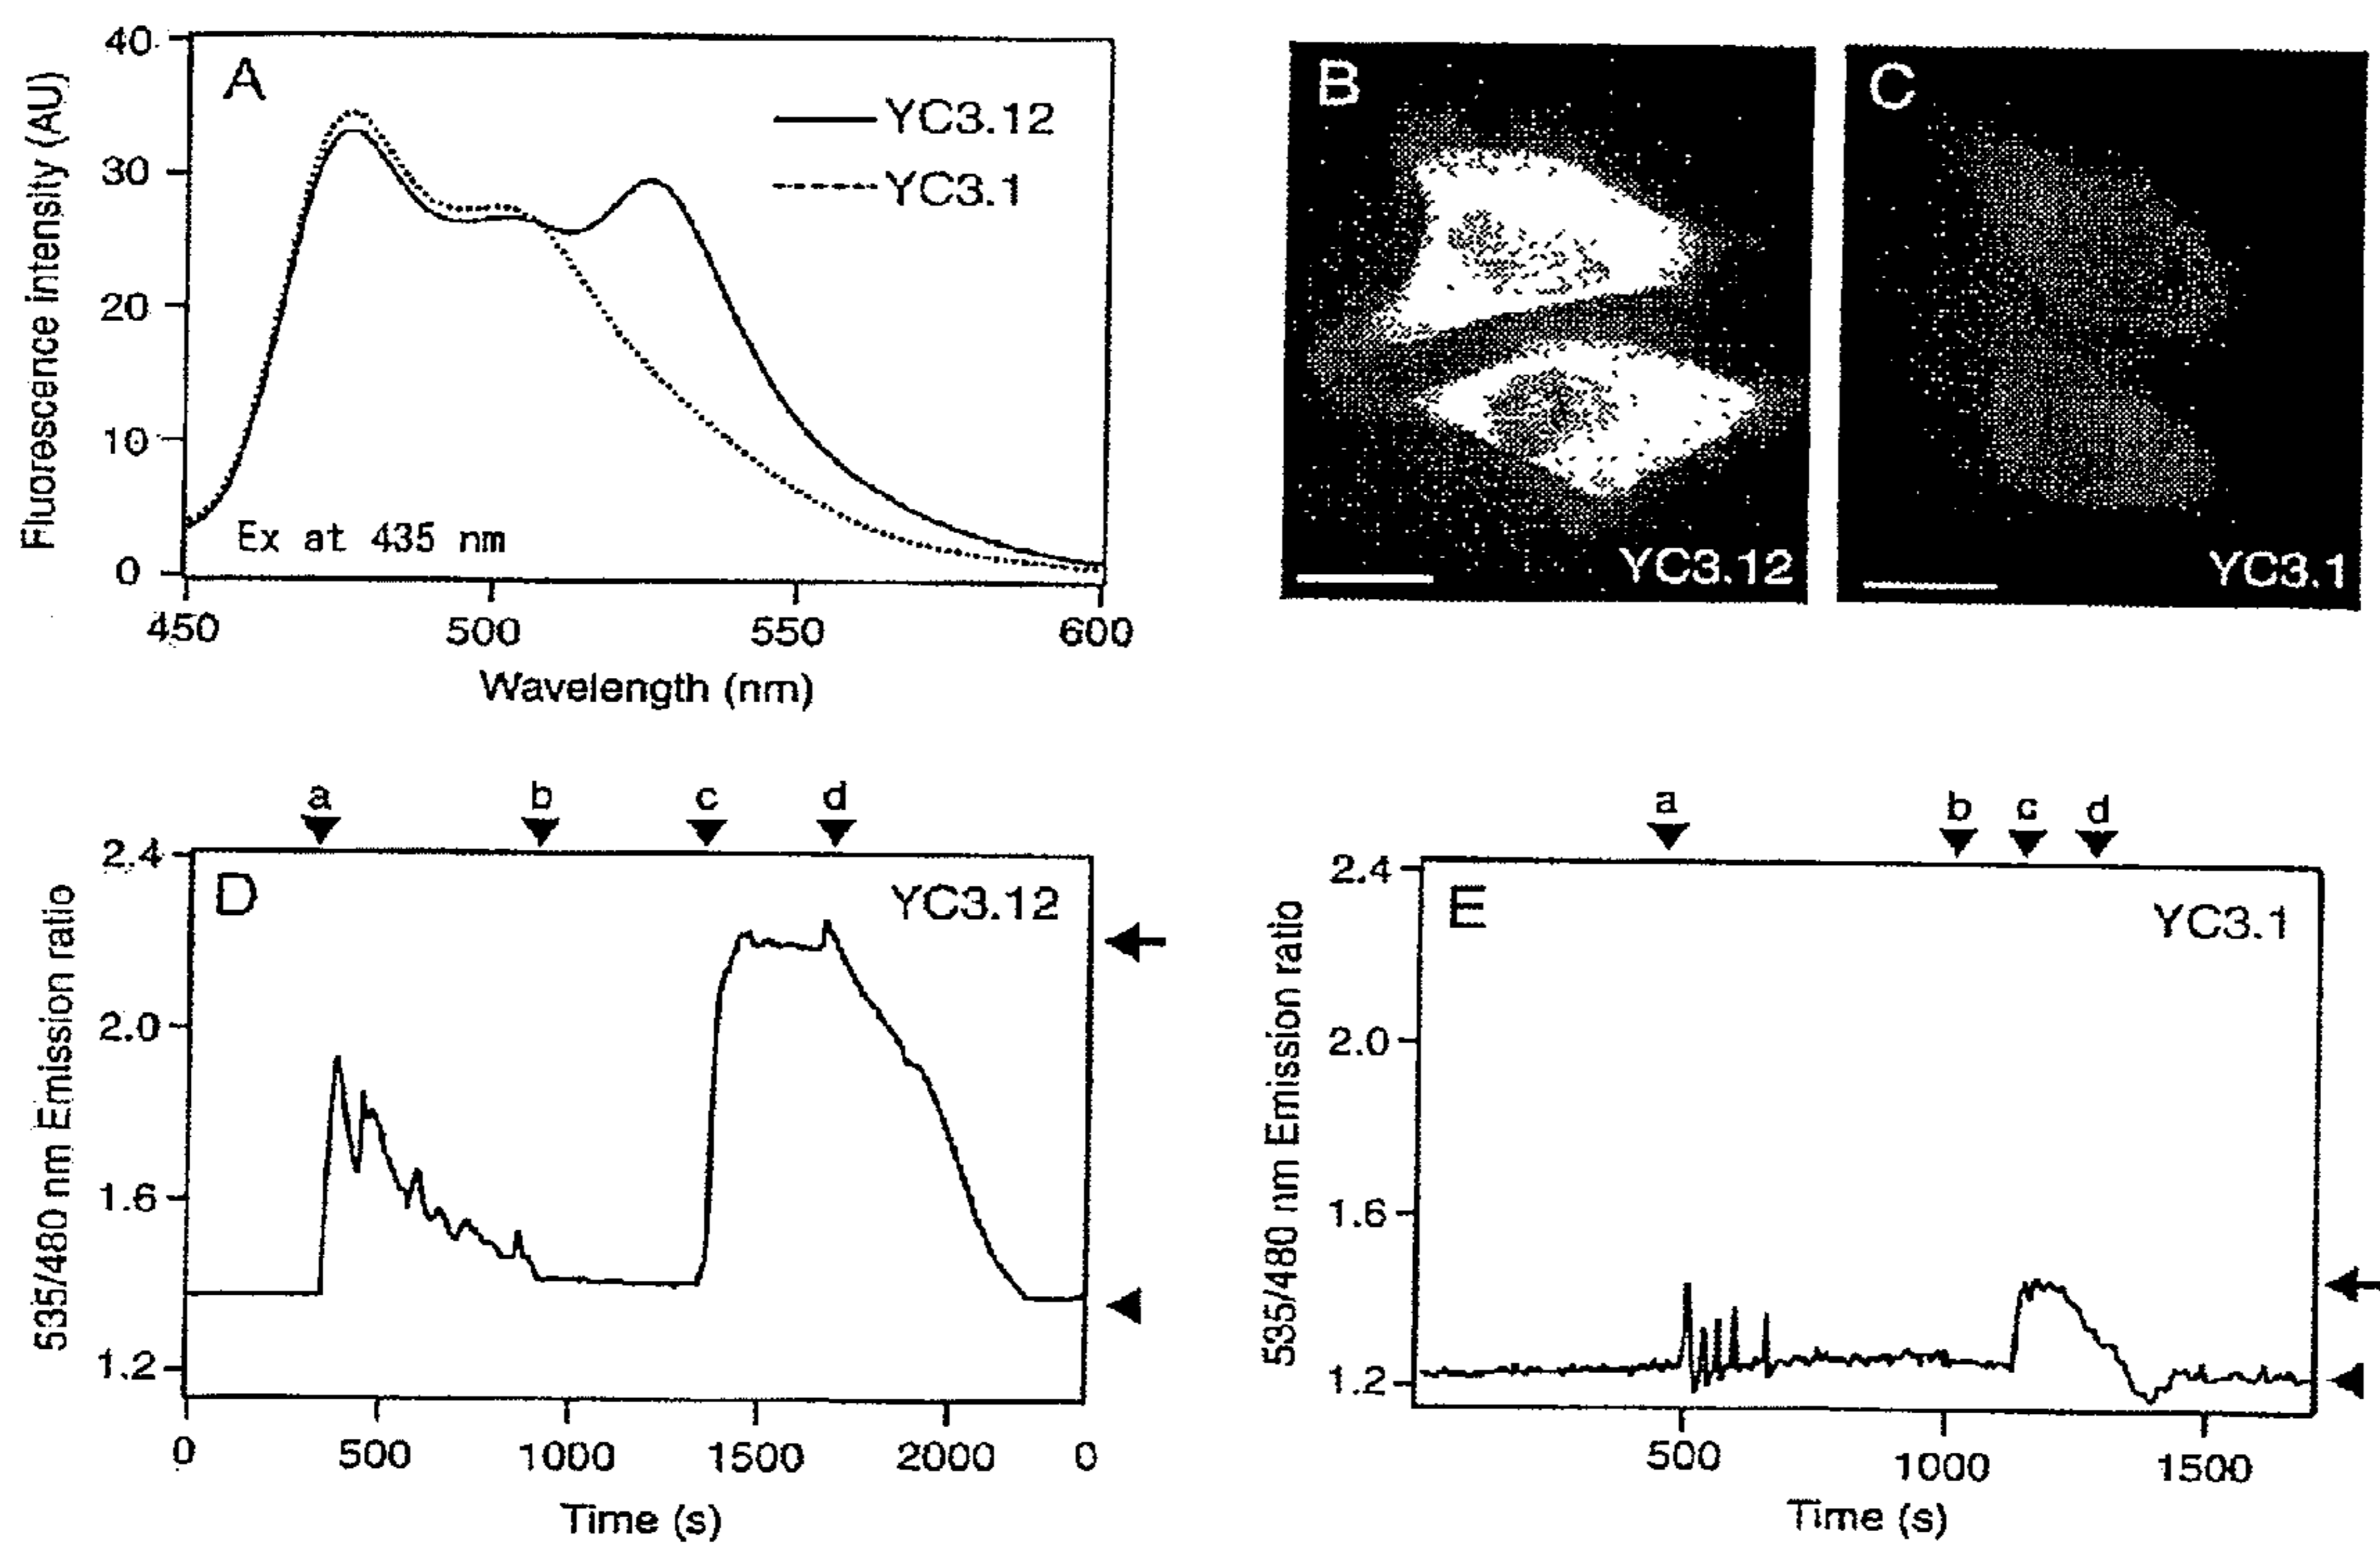 A
Fluorescence intensity (AU)
40
30
20
10
0
YC3.12
YC3.1
Ex at 435 nm
450
500
550
600
Wavelength (nm)
B
YC3.12
C
YC3.1
a
b
c
d
D
YC3.12
535/480 nm Emission ratio
2.4
2.0
1.6
1.2
0
500
1000
1500
2000
0
Time (s)
a
b
c
d
E
YC3.1
535/480 nm Emission ratio
2.4
2.0
1.6
1.2
500
1000
1500
Time (s)